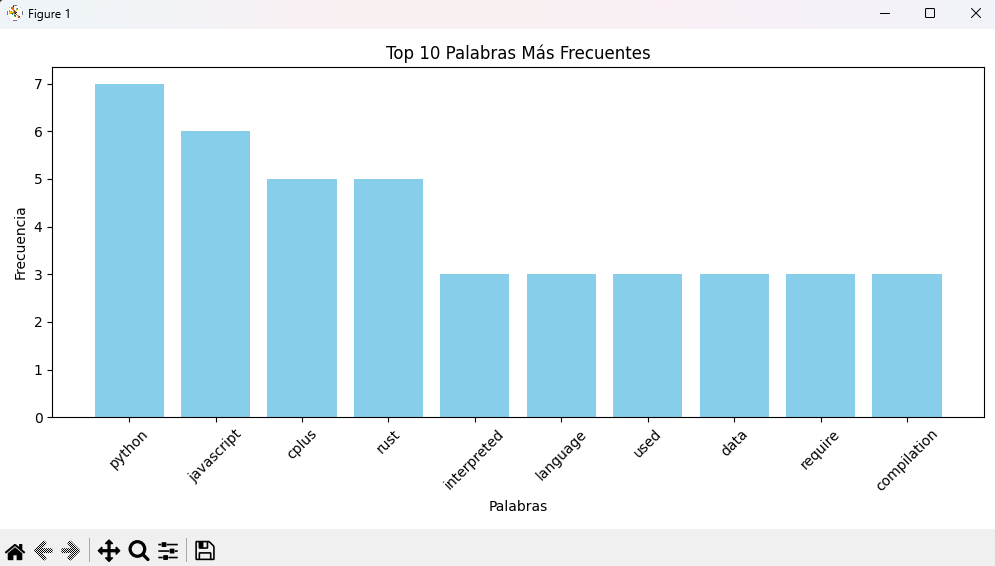 Figure 1
Top 10 Palabras Más Frecuentes
Frecuencia
7
6
5
4
3
2
1
0
python
javascript
cplus
rust
interpreted
language
used
data
require
compilation
Palabras